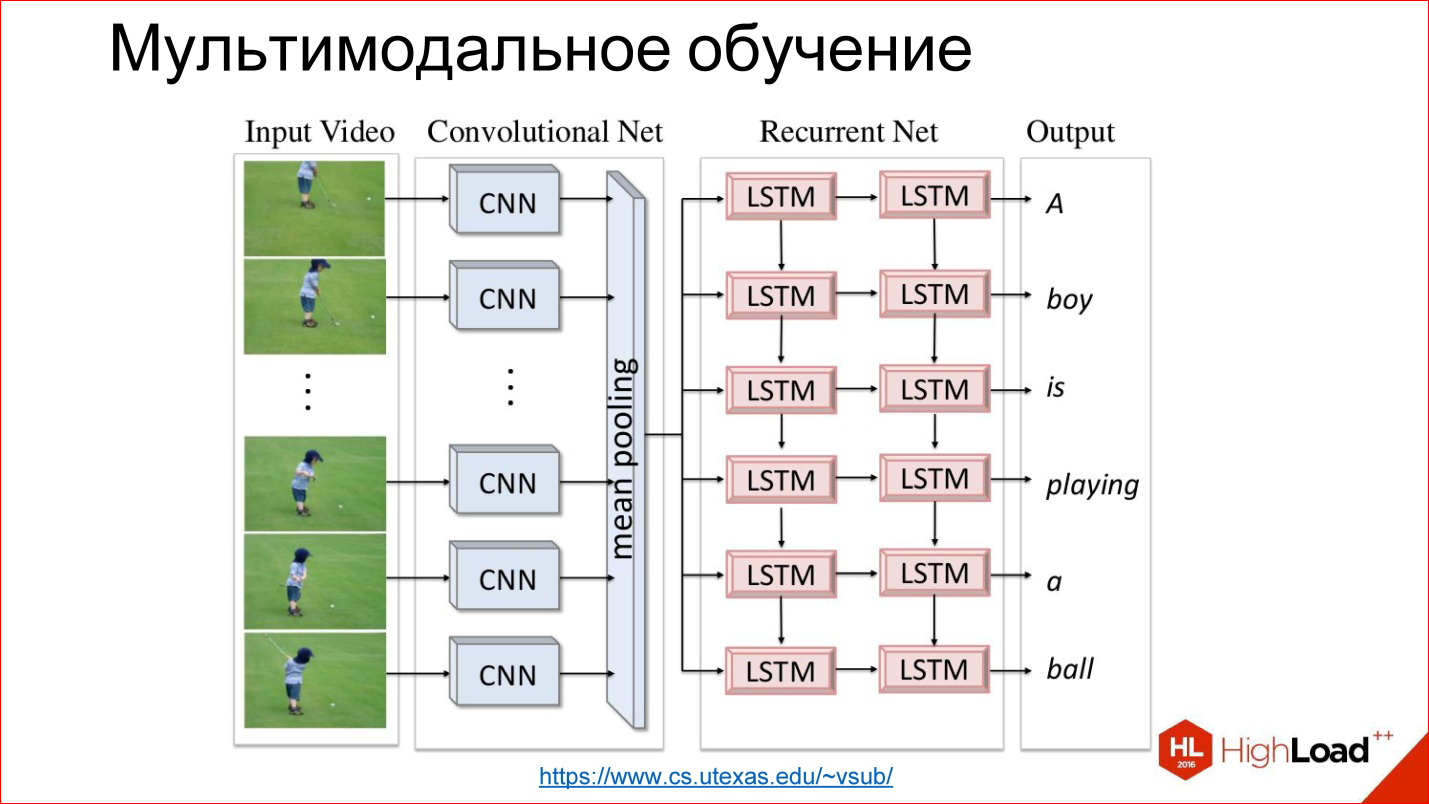 Мультимодальное обучение
Input Video
Convolutional Net
Recurrent Net
Output
CNN
LSTM
LSTM
A
CNN
LSTM
LSTM
boy
LSTM
LSTM
is
mean pooling
CNN
LSTM
LSTM
playing
CNN
LSTM
LSTM
a
CNN
LSTM
LSTM
ball
HL
2016
HighLoad++
https://www.cs.utexas.edu/~vsub/